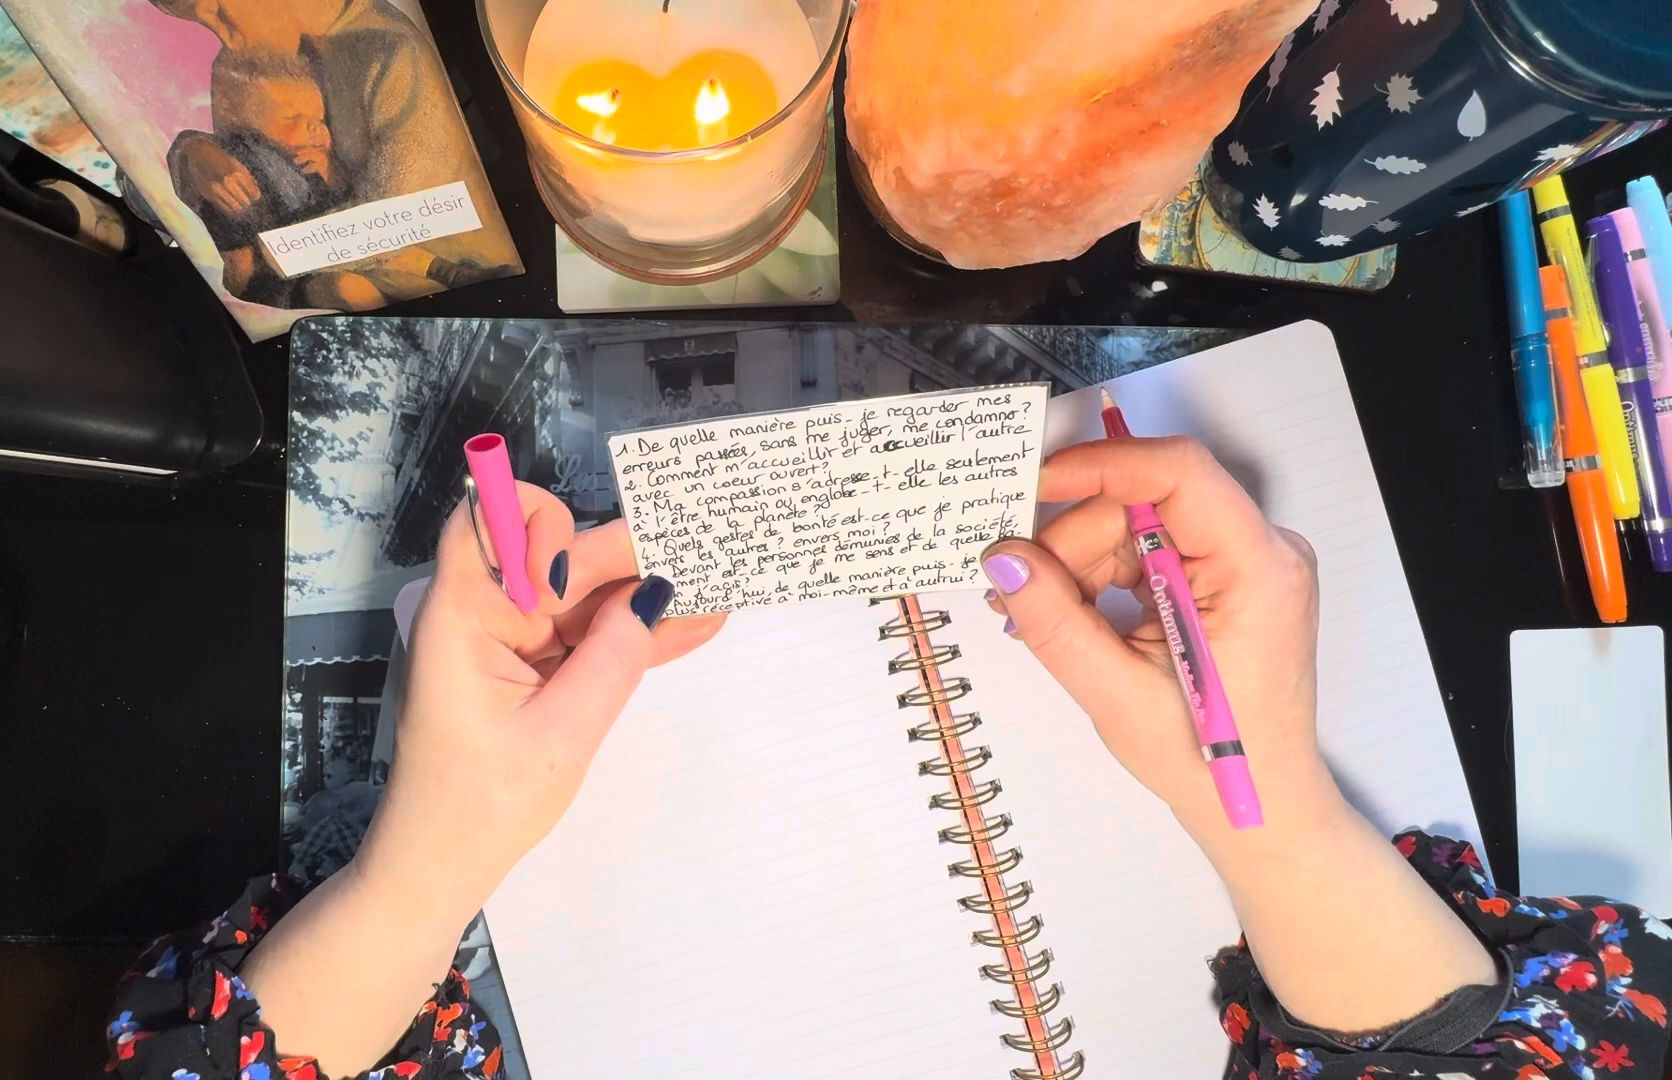 Identifiez votre désir
de sécurité
1. De quelle manière puis-je regarder mes
erreurs passées, sans me juger, me condamner?
2. Comment m'accueillir et accueillir l'autre
avec un coeur ouvert?
3. Ma compassion s'adresse-t-elle seulement
à l'être humain ou englobe-t-elle les autres
espèces de la planète?
4. Quels gestes de bonté est-ce que je pratique
envers les autres? envers moi?
Devant les personnes démunies de la société,
ment est-ce que je me sens et de quelle fa-
n d'agis?
Aujourd'hui, de quelle manière puis-je
plus réceptive à moi-même et à autrui?
Les
Optimus